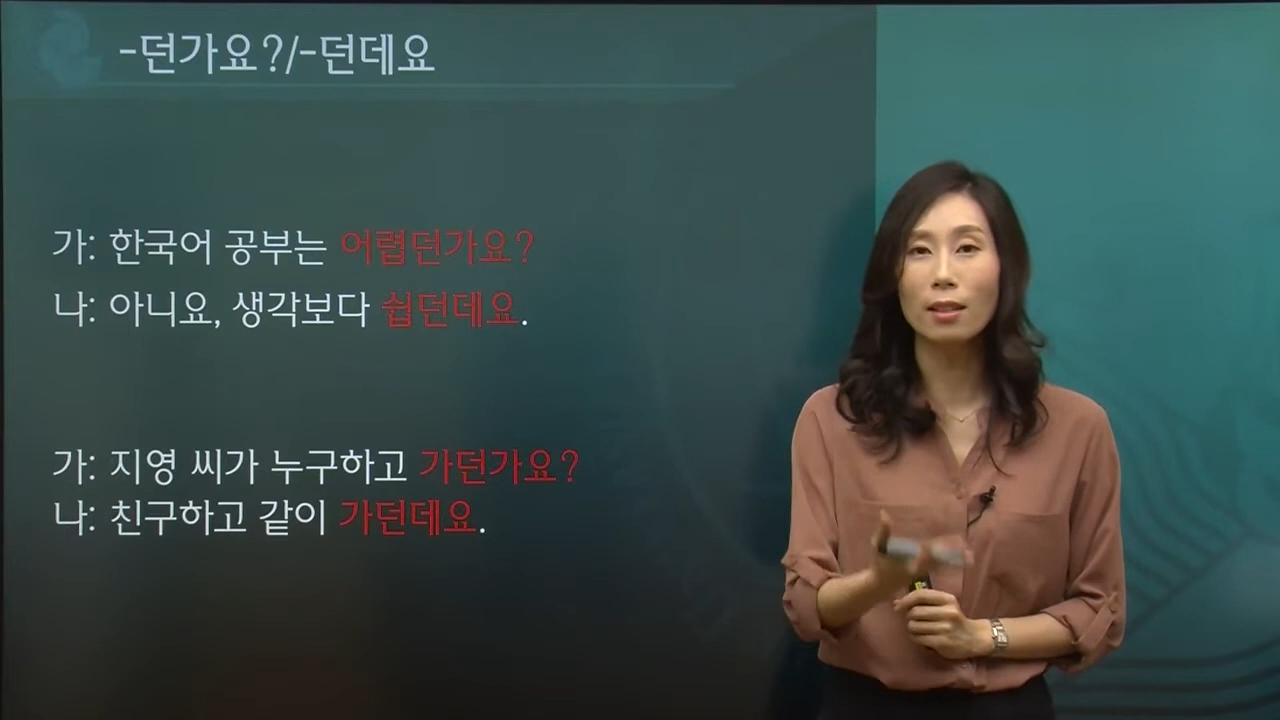 -던가요?/-던데요
가: 한국어 공부는 어렵던가요?
나: 아니요, 생각보다 쉽던데요.
가: 지영 씨가 누구하고 가던가요?
나: 친구하고 같이 가던데요.